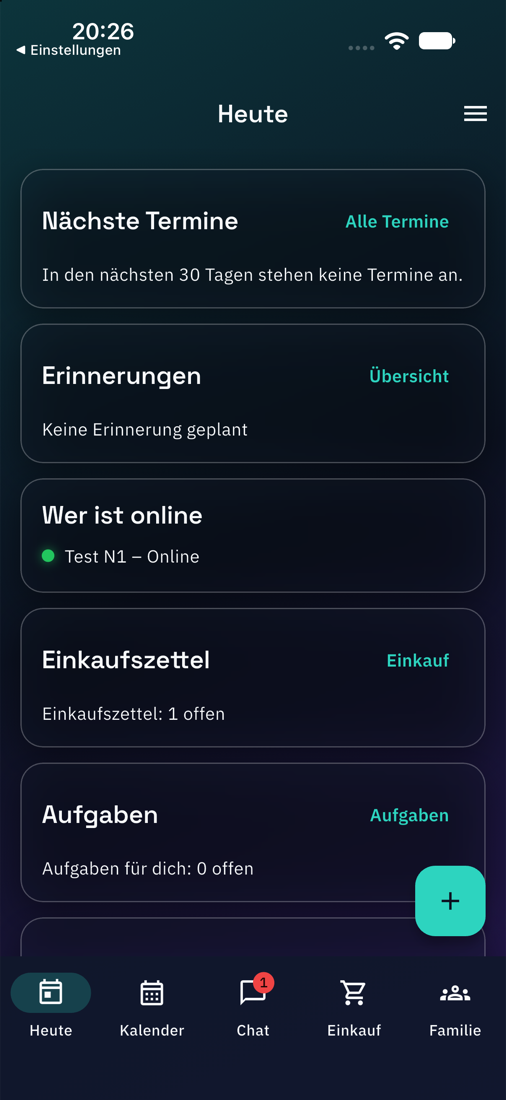 20:26
◀ Einstellungen
Heute
Nächste Termine
Alle Termine
In den nächsten 30 Tagen stehen keine Termine an.
Erinnerungen
Übersicht
Keine Erinnerung geplant
Wer ist online
Test N1 – Online
Einkaufszettel
Einkauf
Einkaufszettel: 1 offen
Aufgaben
Aufgaben
Aufgaben für dich: 0 offen
+
1
Heute
Kalender
Chat
Einkauf
Familie